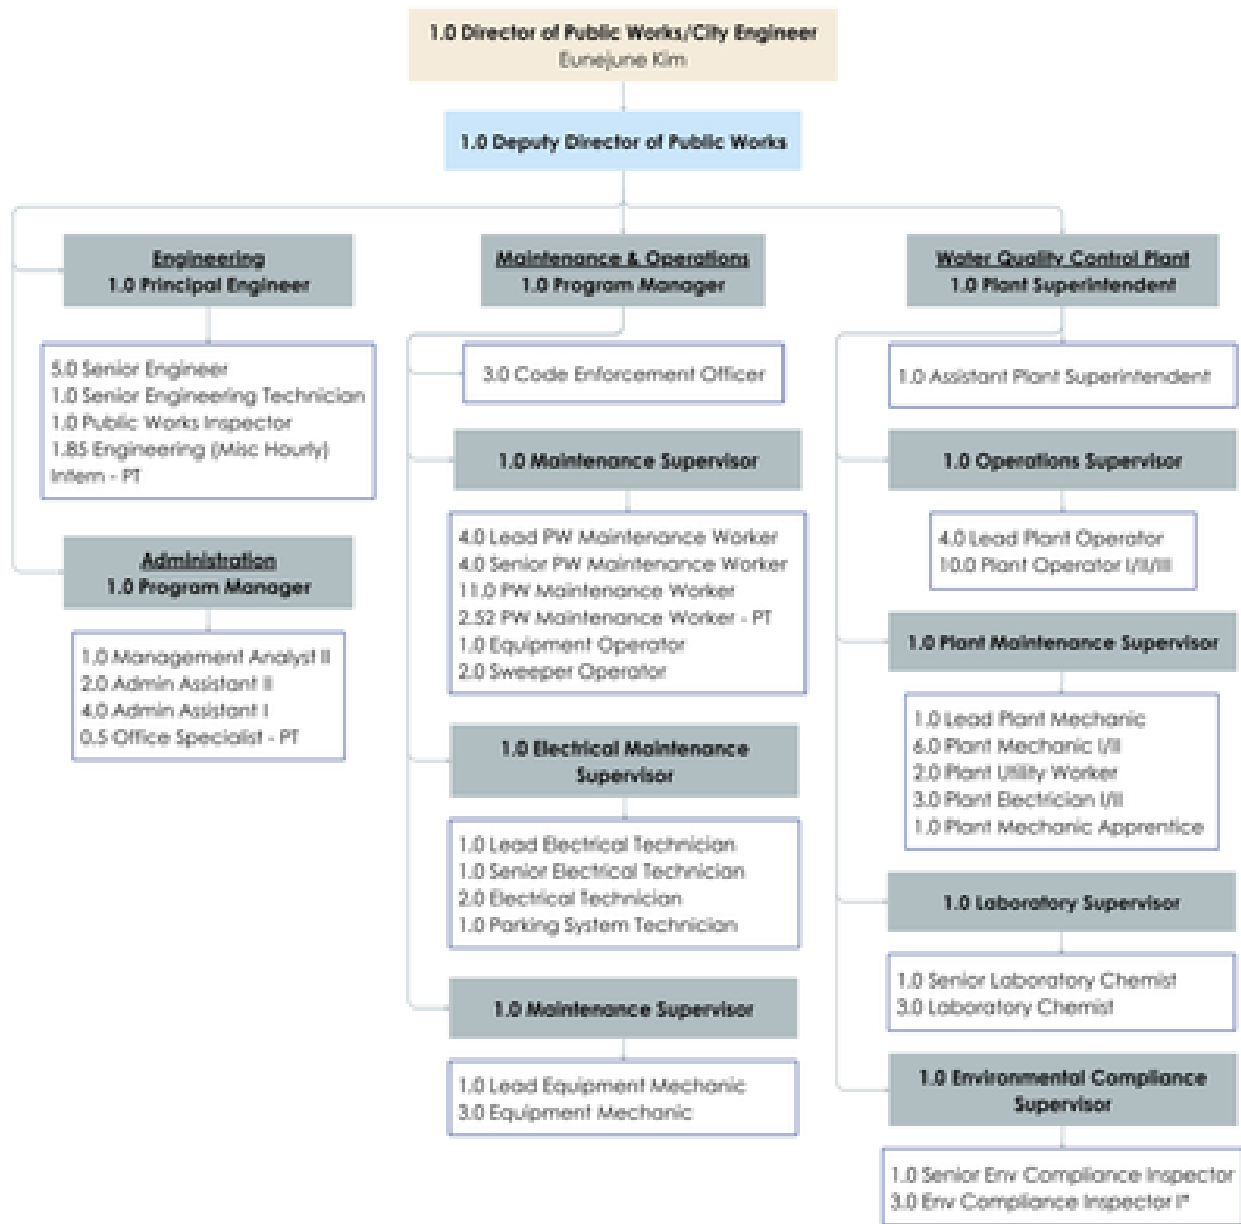 1.0 Director of Public Works/City Engineer
Eunejune Kim
1.0 Deputy Director of Public Works
Engineering
1.0 Principal Engineer
5.0 Senior Engineer
1.0 Senior Engineering Technician
1.0 Public Works Inspector
1.85 Engineering (Misc Hourly)
Intern - PT
Administration
1.0 Program Manager
1.0 Management Analyst II
2.0 Admin Assistant II
4.0 Admin Assistant I
0.5 Office Specialist - PT
Maintenance & Operations
1.0 Program Manager
3.0 Code Enforcement Officer
1.0 Maintenance Supervisor
4.0 Lead PW Maintenance Worker
4.0 Senior PW Maintenance Worker
11.0 PW Maintenance Worker
2.52 PW Maintenance Worker - PT
1.0 Equipment Operator
2.0 Sweeper Operator
1.0 Electrical Maintenance
Supervisor
1.0 Lead Electrical Technician
1.0 Senior Electrical Technician
2.0 Electrical Technician
1.0 Parking System Technician
1.0 Maintenance Supervisor
1.0 Lead Equipment Mechanic
3.0 Equipment Mechanic
Water Quality Control Plant
1.0 Plant Superintendent
1.0 Assistant Plant Superintendent
1.0 Operations Supervisor
4.0 Lead Plant Operator
10.0 Plant Operator I/II/III
1.0 Plant Maintenance Supervisor
1.0 Lead Plant Mechanic
6.0 Plant Mechanic I/II
2.0 Plant Utility Worker
3.0 Plant Electrician I/II
1.0 Plant Mechanic Apprentice
1.0 Laboratory Supervisor
1.0 Senior Laboratory Chemist
3.0 Laboratory Chemist
1.0 Environmental Compliance
Supervisor
1.0 Senior Env Compliance Inspector
3.0 Env Compliance Inspector I*